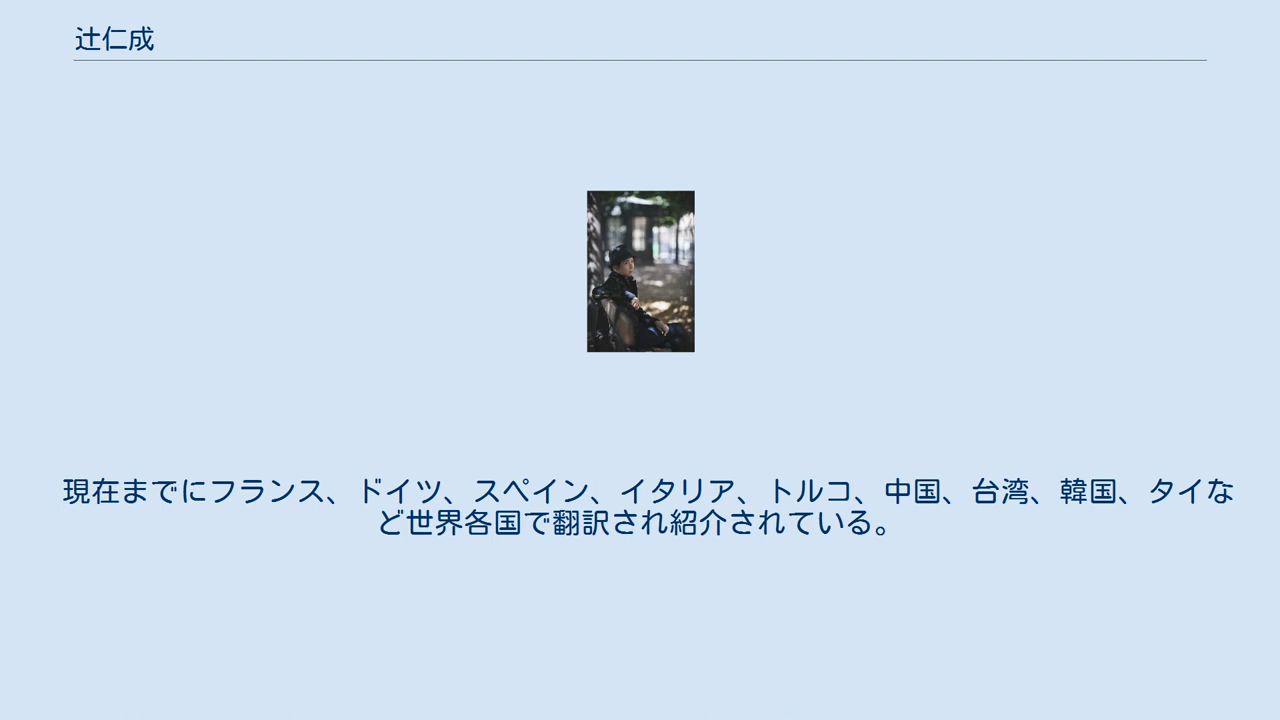 辻仁成
現在までにフランス、ドイツ、スペイン、イタリア、トルコ、中国、台湾、韓国、タイな
ど世界各国で翻訳され紹介されている。